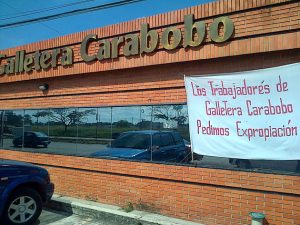 Galletera Carabobo
Los Trabajadores de
Galletera Carabobo
Pedimos Expropiación